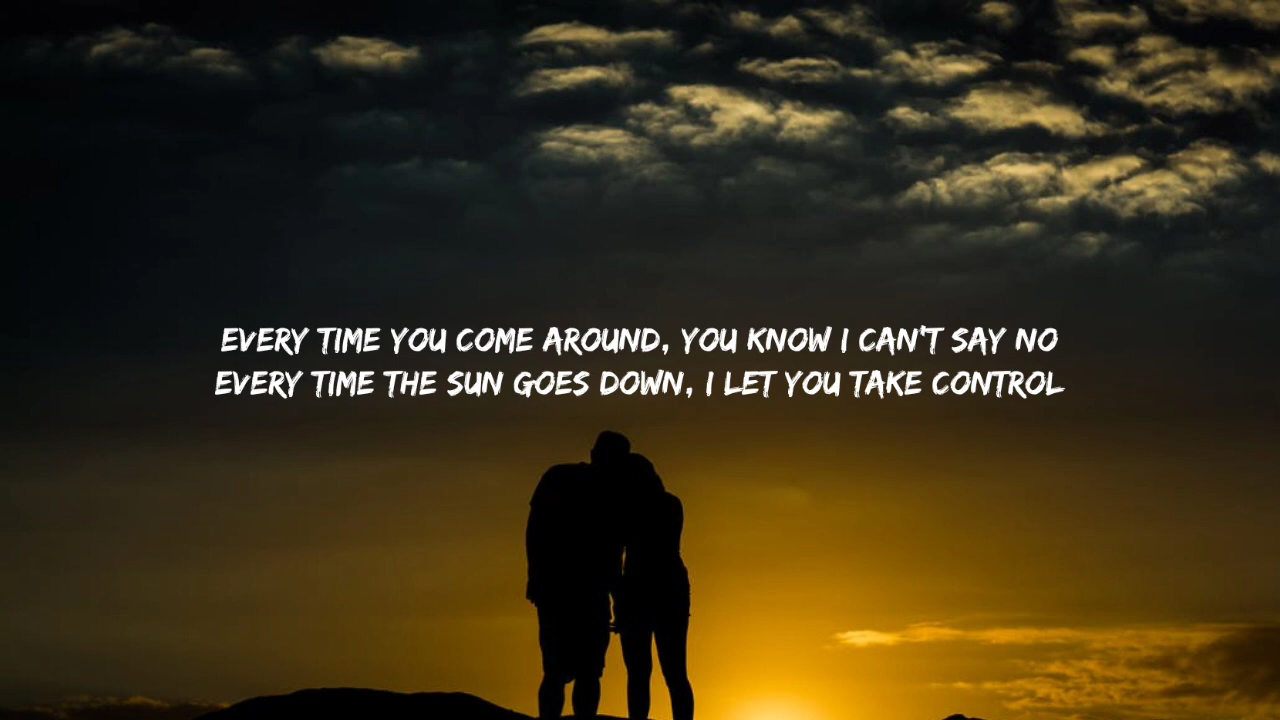 EVERY TIME YOU COME AROUND, YOU KNOW I CAN'T SAY NO
EVERY TIME THE SUN GOES DOWN, I LET YOU TAKE CONTROL